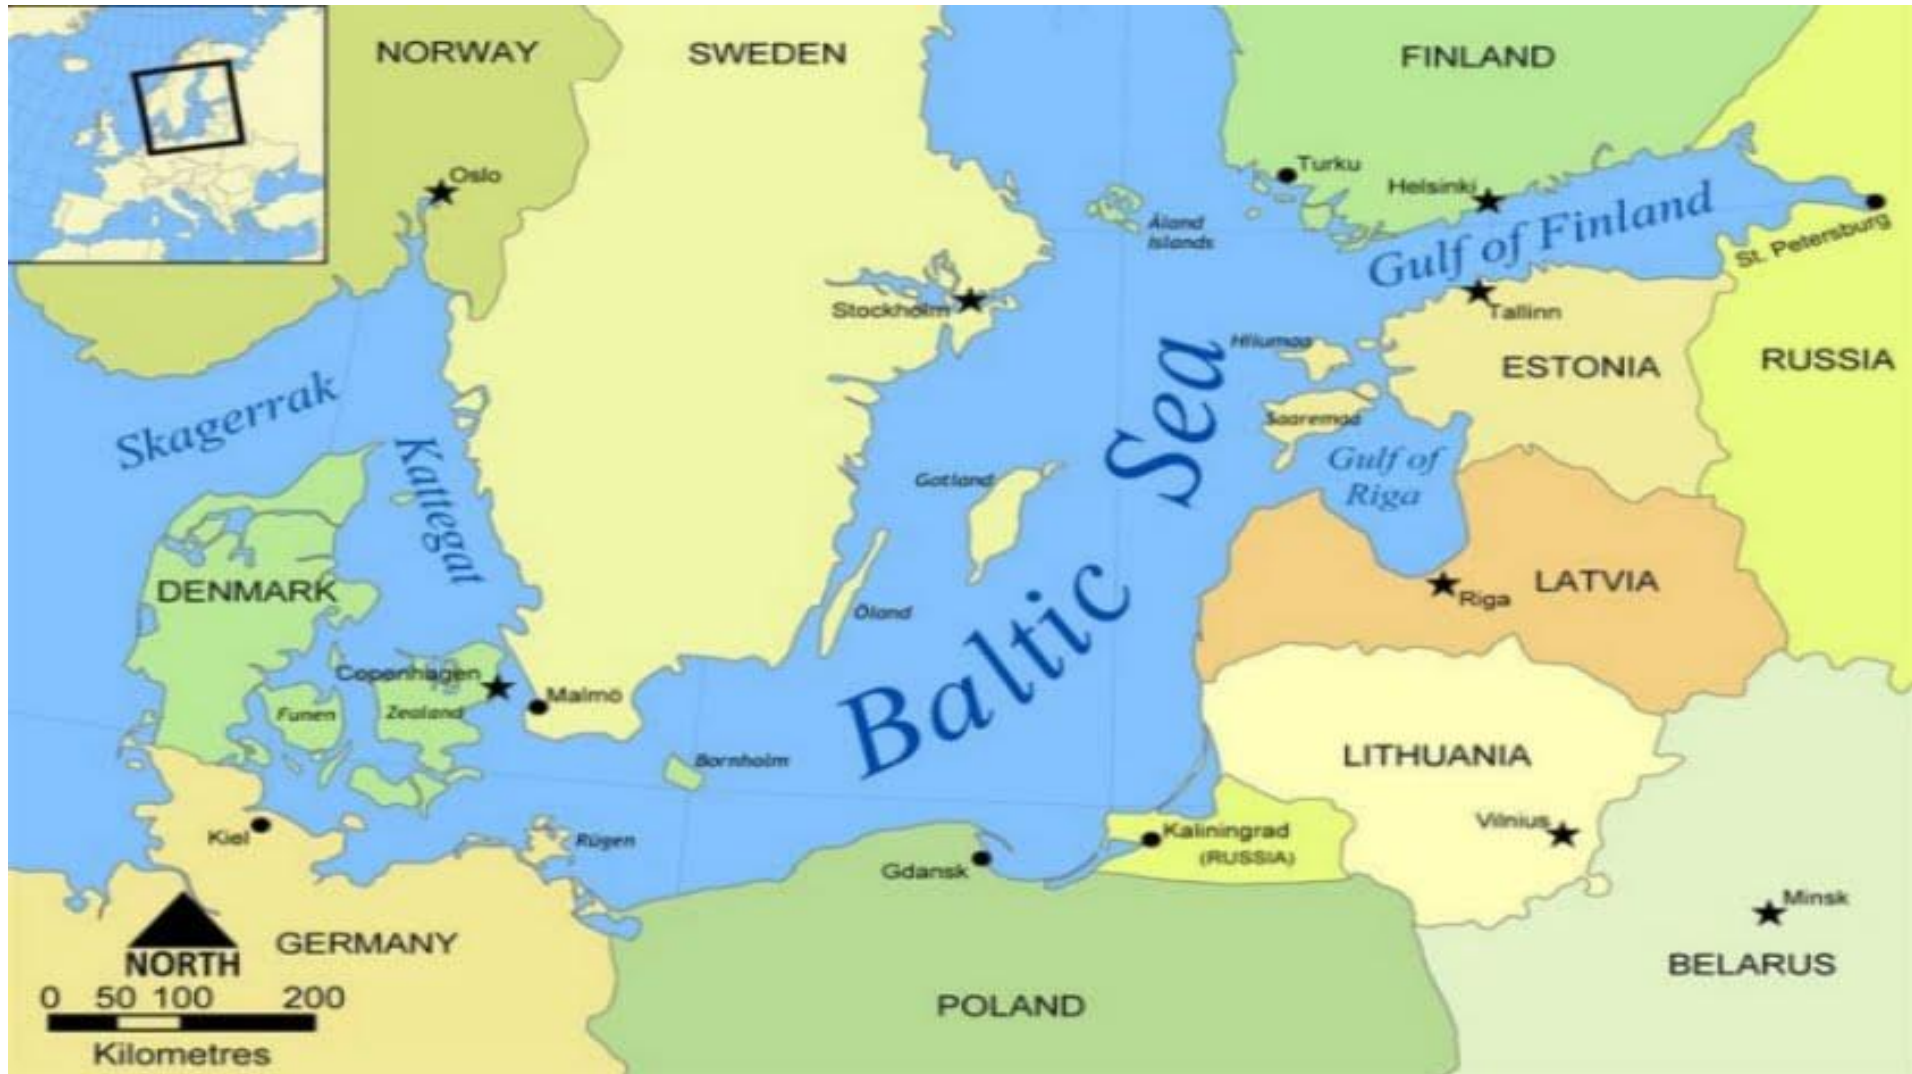 NORWAY
SWEDEN
FINLAND
Oslo
Turku
Helsinki
Åland
Islands
Gulf of Finland
St. Petersburg
Stockholm
Tallinn
Hiiumaa
ESTONIA
RUSSIA
Skagerrak
Kattegat
Saaremaa
Gulf of
Riga
Gotland
Baltic Sea
DENMARK
Öland
Riga
LATVIA
Copenhagen
Malmö
Funen
Zealand
Bornholm
LITHUANIA
Kiel
Rügen
Gdansk
Kaliningrad
(RUSSIA)
Vilnius
Minsk
GERMANY
NORTH
BELARUS
POLAND
0 50 100 200
Kilometres